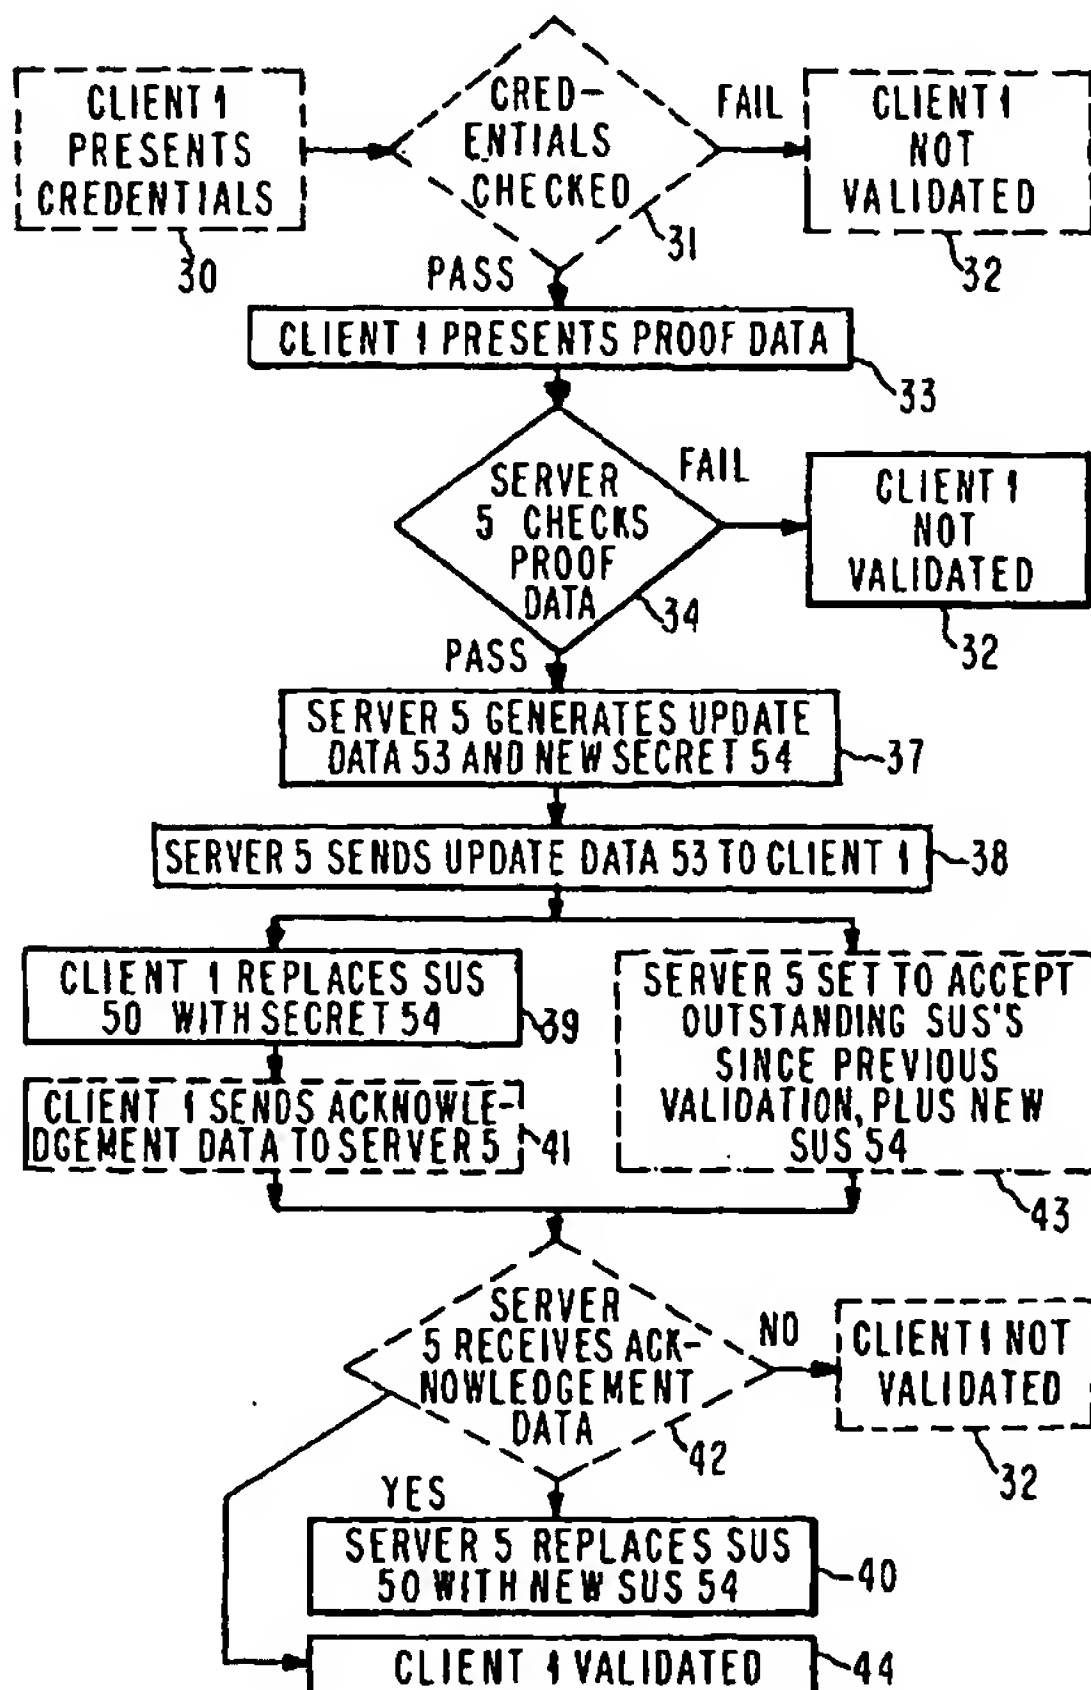 CLIENT 1
PRESENTS
CREDENTIALS
30
CRED-
ENTIALS
CHECKED
31
FAIL
CLIENT 1
NOT
VALIDATED
32
PASS
CLIENT 1 PRESENTS PROOF DATA
33
SERVER
5 CHECKS
PROOF
DATA
34
FAIL
CLIENT 1
NOT
VALIDATED
32
PASS
SERVER 5 GENERATES UPDATE
DATA 53 AND NEW SECRET 54
37
SERVER 5 SENDS UPDATE DATA 53 TO CLIENT 1
38
CLIENT 1 REPLACES SUS
50 WITH SECRET 54
39
CLIENT 1 SENDS ACKNOWLE-
DGEMENT DATA TO SERVER 5
41
SERVER 5 SET TO ACCEPT
OUTSTANDING SUS'S
SINCE PREVIOUS
VALIDATION, PLUS NEW
SUS 54
43
SERVER
5 RECEIVES ACK-
NOWLEDGEMENT
DATA
42
NO
CLIENT 1 NOT
VALIDATED
32
YES
SERVER 5 REPLACES SUS
50 WITH NEW SUS 54
40
CLIENT 1 VALIDATED
44